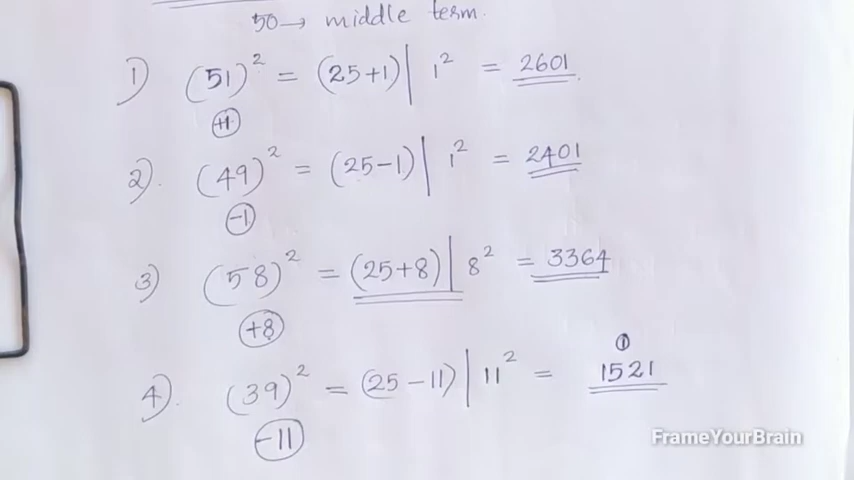 50→ middle term.
1) (51)² = (25+1)| 1² = 2601
+1
2). (49)² = (25-1)| 1² = 2401
-1
3) (58)² = (25+8)| 8² = 3364
+8
①
4). (39)² = (25-11)| 11² = 1521
-11
FrameYourBrain